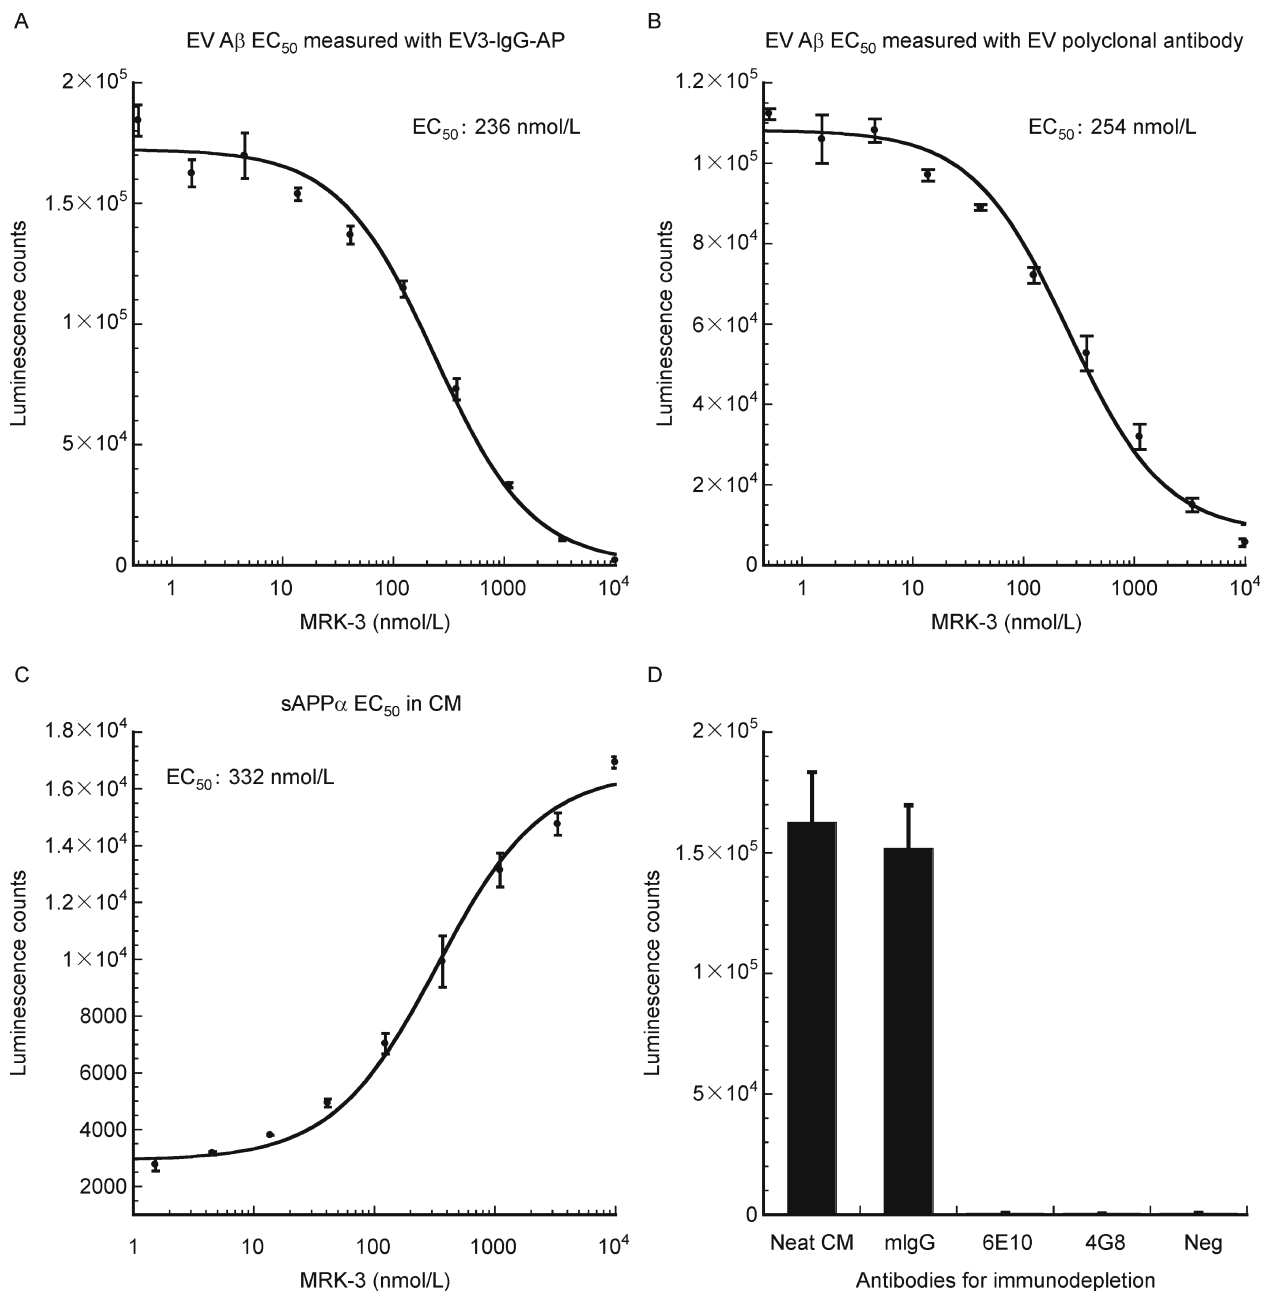 A
EV Aβ EC50 measured with EV3-IgG-AP
2×10^5
1.5×10^5
1×10^5
5×10^4
0
Luminescence counts
EC50: 236 nmol/L
1 10 100 1000 10^4
MRK-3 (nmol/L)
B
EV Aβ EC50 measured with EV polyclonal antibody
1.2×10^5
1×10^5
8×10^4
6×10^4
4×10^4
2×10^4
0
Luminescence counts
EC50: 254 nmol/L
1 10 100 1000 10^4
MRK-3 (nmol/L)
C
sAPPα EC50 in CM
1.8×10^4
1.6×10^4
1.4×10^4
1.2×10^4
1×10^4
8000
6000
4000
2000
Luminescence counts
EC50: 332 nmol/L
1 10 100 1000 10^4
MRK-3 (nmol/L)
D
2×10^5
1.5×10^5
1×10^5
5×10^4
0
Luminescence counts
Neat CM mIgG 6E10 4G8 Neg
Antibodies for immunodepletion